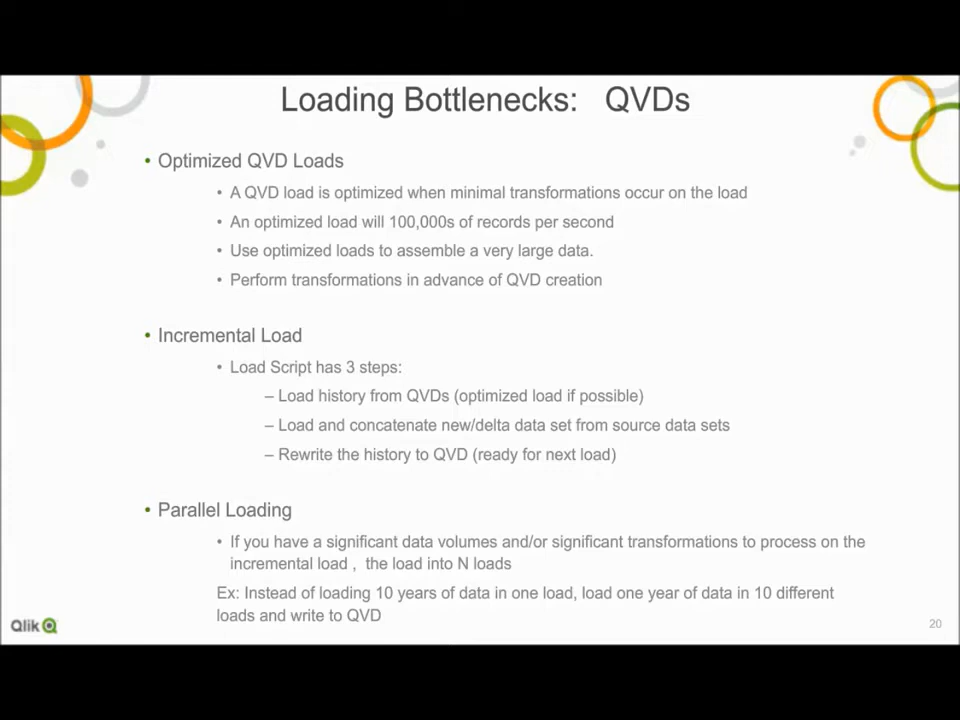 Loading Bottlenecks: QVDs
• Optimized QVD Loads
• A QVD load is optimized when minimal transformations occur on the load
• An optimized load will 100,000s of records per second
• Use optimized loads to assemble a very large data.
• Perform transformations in advance of QVD creation
• Incremental Load
• Load Script has 3 steps:
– Load history from QVDs (optimized load if possible)
– Load and concatenate new/delta data set from source data sets
– Rewrite the history to QVD (ready for next load)
• Parallel Loading
• If you have a significant data volumes and/or significant transformations to process on the
incremental load , the load into N loads
Ex: Instead of loading 10 years of data in one load, load one year of data in 10 different
loads and write to QVD
Qlik
20